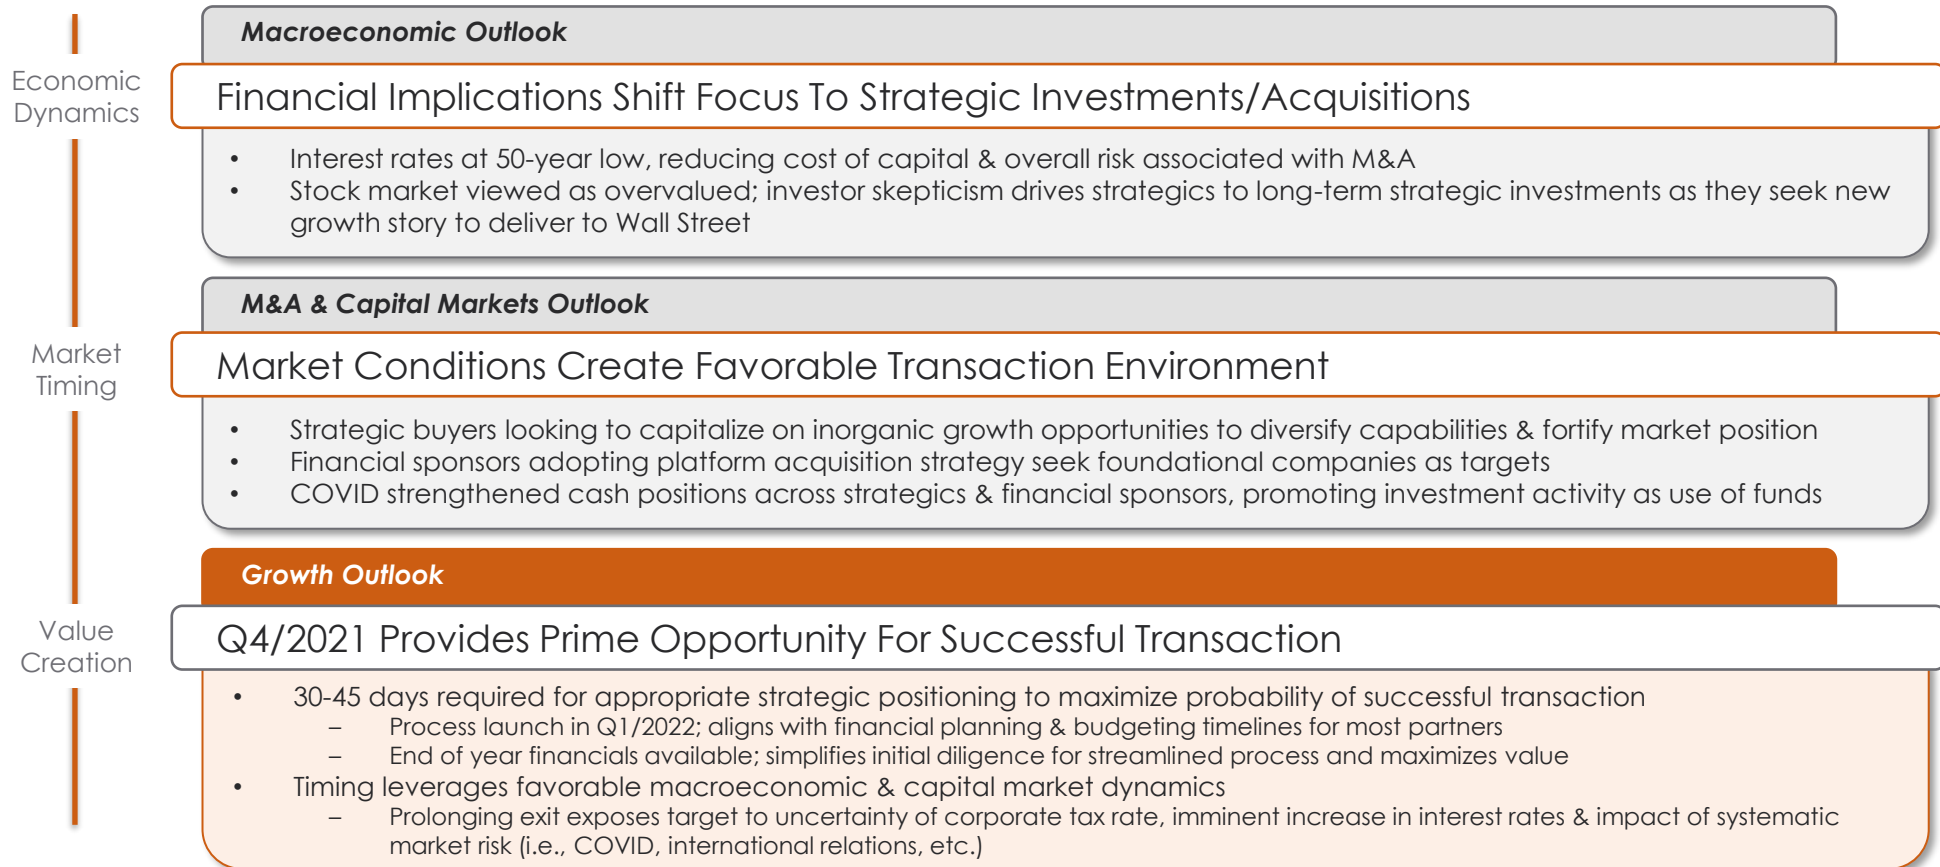 Economic
Dynamics
Macroeconomic Outlook
Financial Implications Shift Focus To Strategic Investments/Acquisitions
• Interest rates at 50-year low, reducing cost of capital & overall risk associated with M&A
• Stock market viewed as overvalued; investor skepticism drives strategics to long-term strategic investments as they seek new
growth story to deliver to Wall Street
Market
Timing
M&A & Capital Markets Outlook
Market Conditions Create Favorable Transaction Environment
• Strategic buyers looking to capitalize on inorganic growth opportunities to diversify capabilities & fortify market position
• Financial sponsors adopting platform acquisition strategy seek foundational companies as targets
• COVID strengthened cash positions across strategics & financial sponsors, promoting investment activity as use of funds
Value
Creation
Growth Outlook
Q4/2021 Provides Prime Opportunity For Successful Transaction
• 30-45 days required for appropriate strategic positioning to maximize probability of successful transaction
– Process launch in Q1/2022; aligns with financial planning & budgeting timelines for most partners
– End of year financials available; simplifies initial diligence for streamlined process and maximizes value
• Timing leverages favorable macroeconomic & capital market dynamics
– Prolonging exit exposes target to uncertainty of corporate tax rate, imminent increase in interest rates & impact of systematic
market risk (i.e., COVID, international relations, etc.)